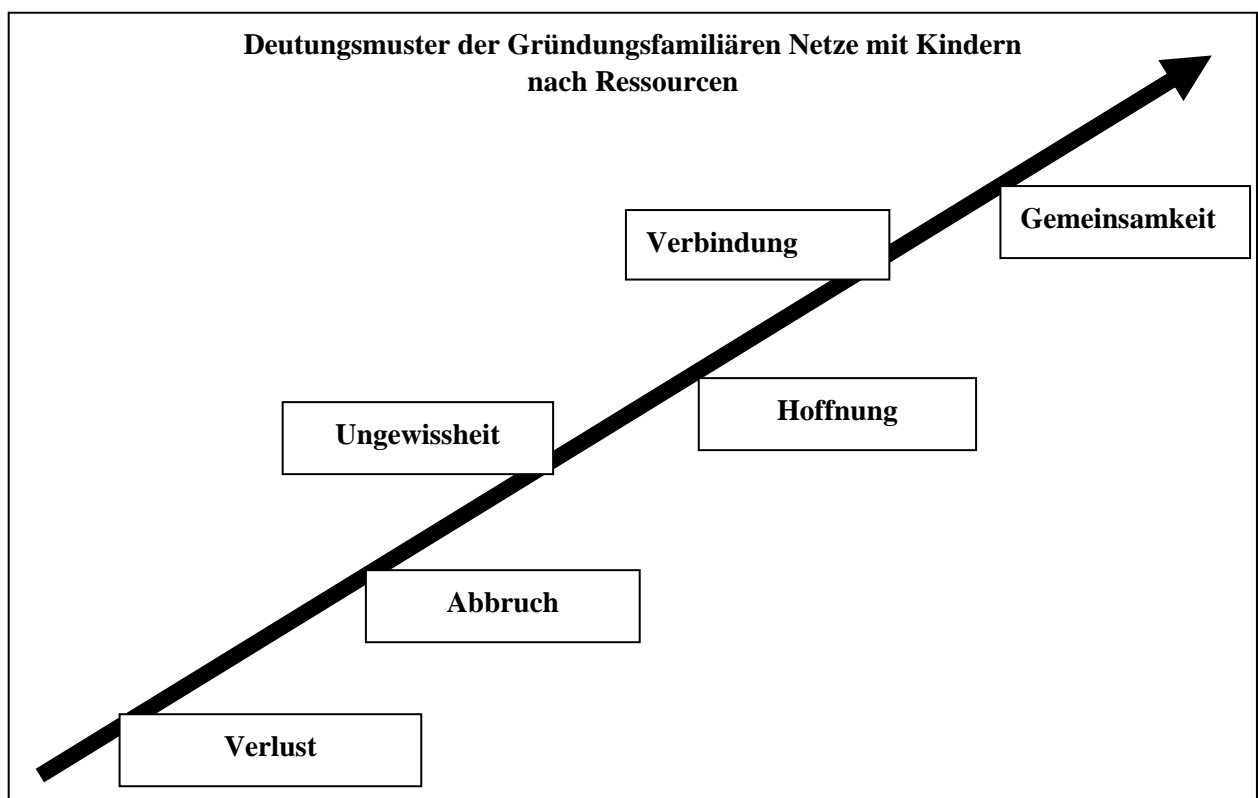 Deutungsmuster der Gründungsfamiliären Netze mit Kindern
nach Ressourcen
Gemeinsamkeit
Verbindung
Hoffnung
Ungewissheit
Abbruch
Verlust